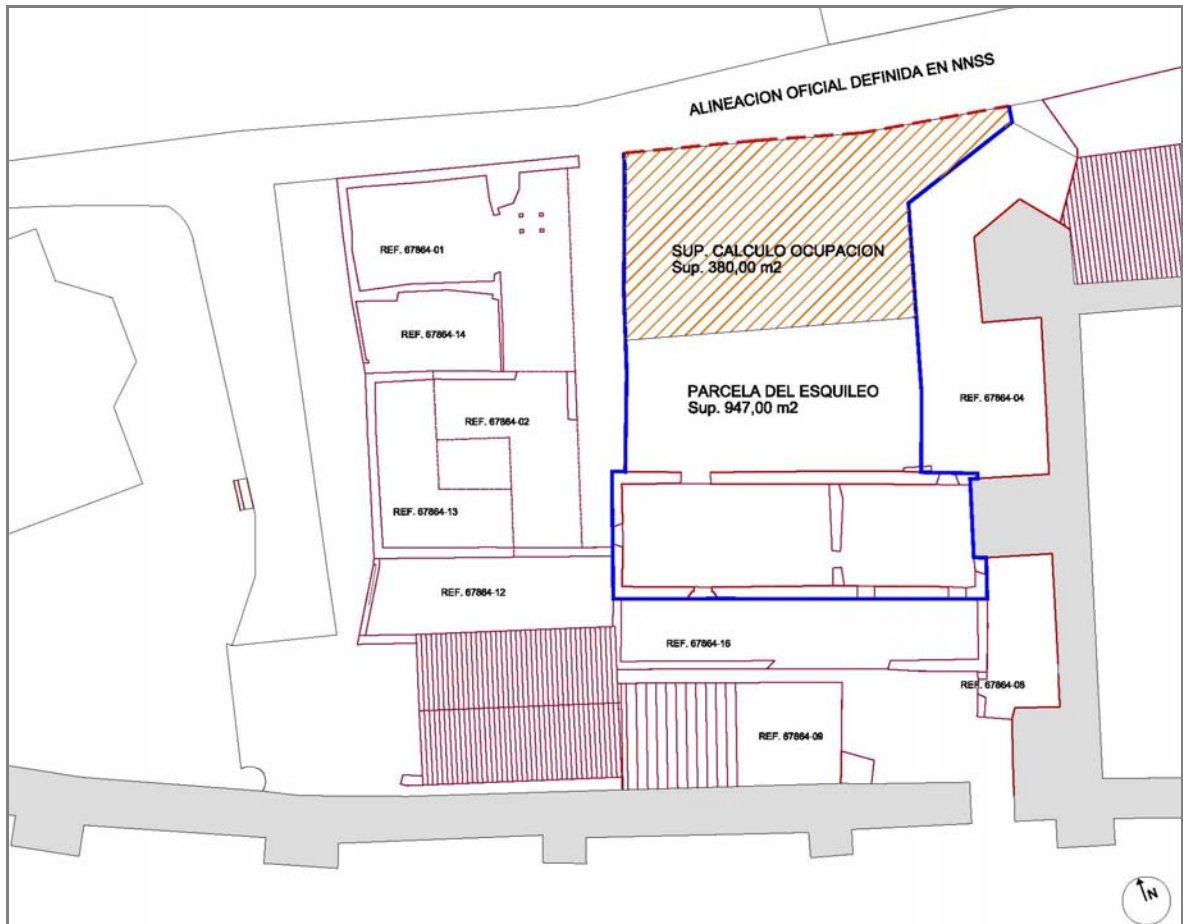 ALINEACION OFICIAL DEFINIDA EN NNSS
REF. 67864-01
SUP. CALCULO OCUPACION
Sup. 380,00 m2
REF. 67864-14
PARCELA DEL ESQUILEO
Sup. 947,00 m2
REF. 67864-04
REF. 67864-02
REF. 67864-13
REF. 67864-12
REF. 67864-16
REF. 67864-08
REF. 67864-09
N